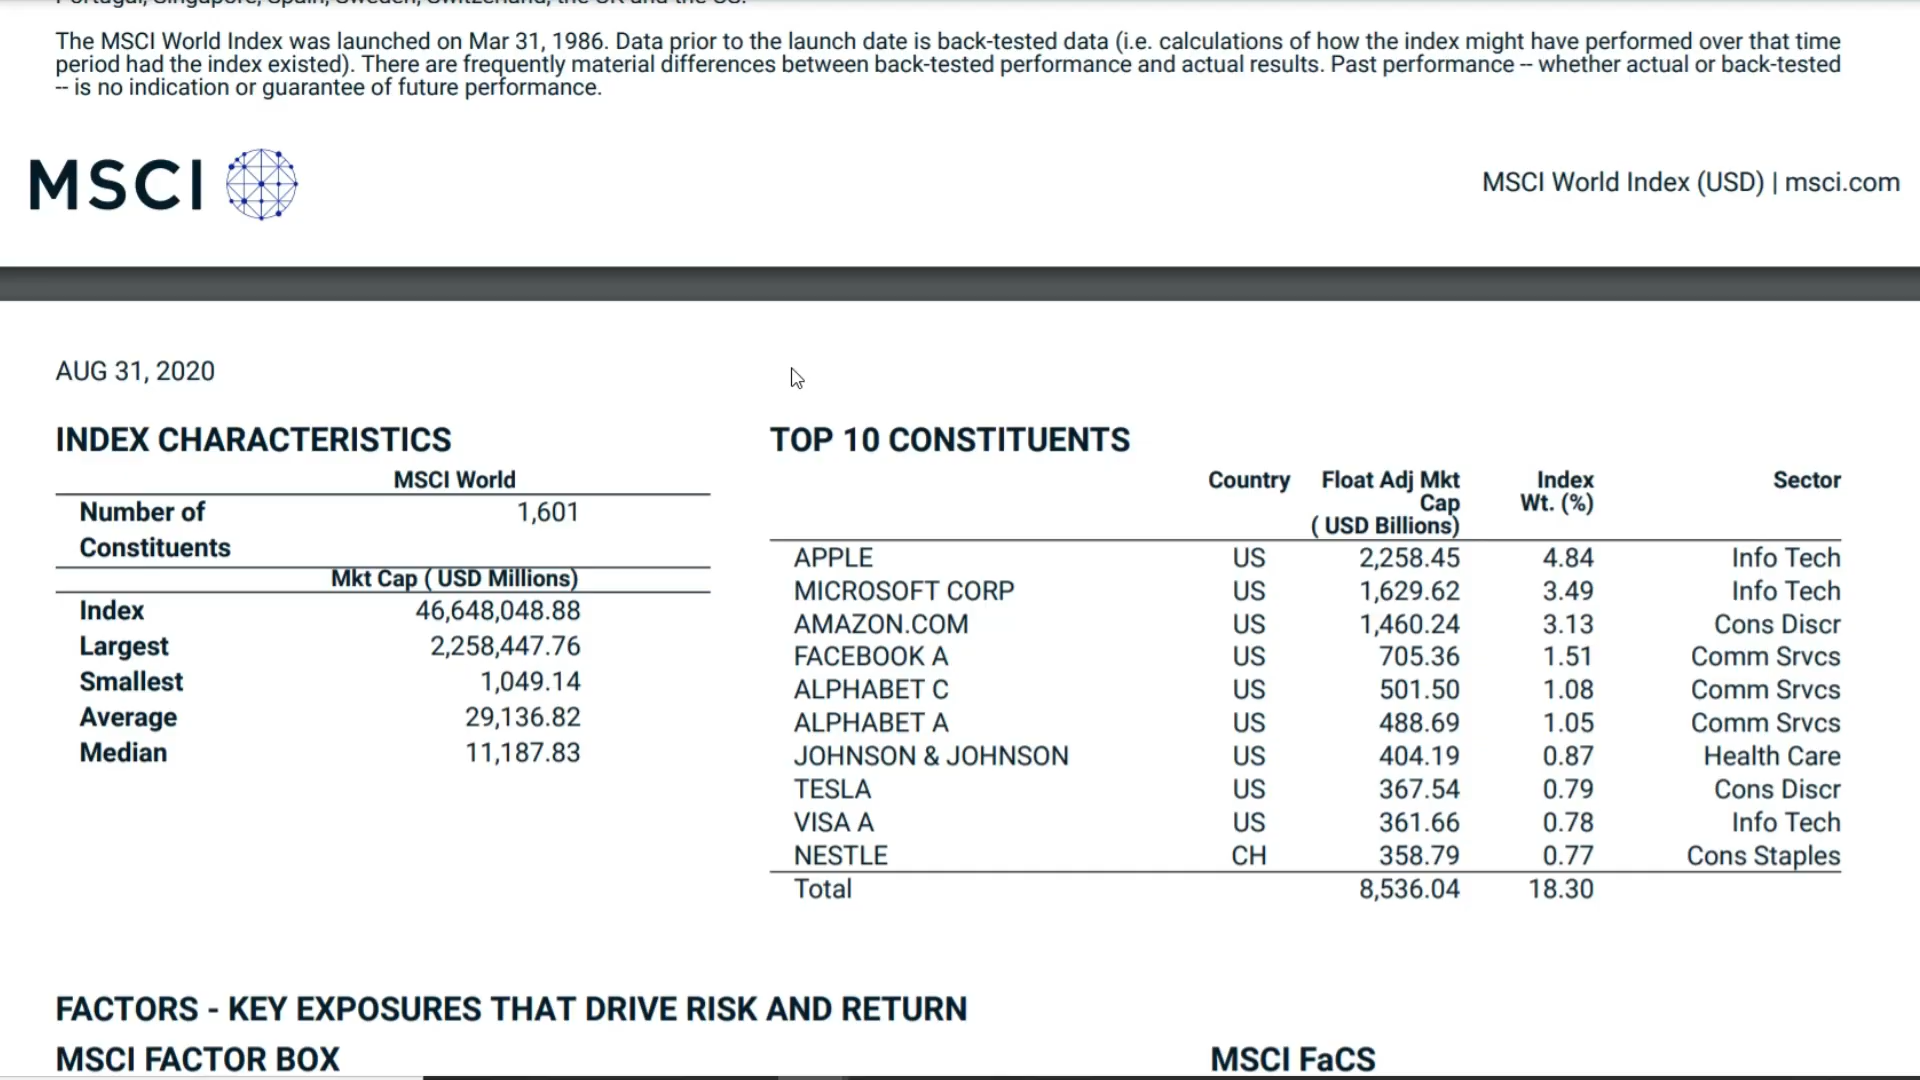 Portugal, Singapore, Spain, Sweden, Switzerland, the UK and the US.
The MSCI World Index was launched on Mar 31, 1986. Data prior to the launch date is back-tested data (i.e. calculations of how the index might have performed over that time
period had the index existed). There are frequently material differences between back-tested performance and actual results. Past performance -- whether actual or back-tested
-- is no indication or guarantee of future performance.
MSCI
MSCI World Index (USD) | msci.com
AUG 31, 2020
INDEX CHARACTERISTICS
MSCI World
Number of 1,601
Constituents
Mkt Cap ( USD Millions)
Index 46,648,048.88
Largest 2,258,447.76
Smallest 1,049.14
Average 29,136.82
Median 11,187.83
TOP 10 CONSTITUENTS
Country Float Adj Mkt Index Sector
Cap Wt. (%)
( USD Billions)
APPLE US 2,258.45 4.84 Info Tech
MICROSOFT CORP US 1,629.62 3.49 Info Tech
AMAZON.COM US 1,460.24 3.13 Cons Discr
FACEBOOK A US 705.36 1.51 Comm Srvcs
ALPHABET C US 501.50 1.08 Comm Srvcs
ALPHABET A US 488.69 1.05 Comm Srvcs
JOHNSON & JOHNSON US 404.19 0.87 Health Care
TESLA US 367.54 0.79 Cons Discr
VISA A US 361.66 0.78 Info Tech
NESTLE CH 358.79 0.77 Cons Staples
Total 8,536.04 18.30
FACTORS - KEY EXPOSURES THAT DRIVE RISK AND RETURN
MSCI FACTOR BOX
MSCI FaCS